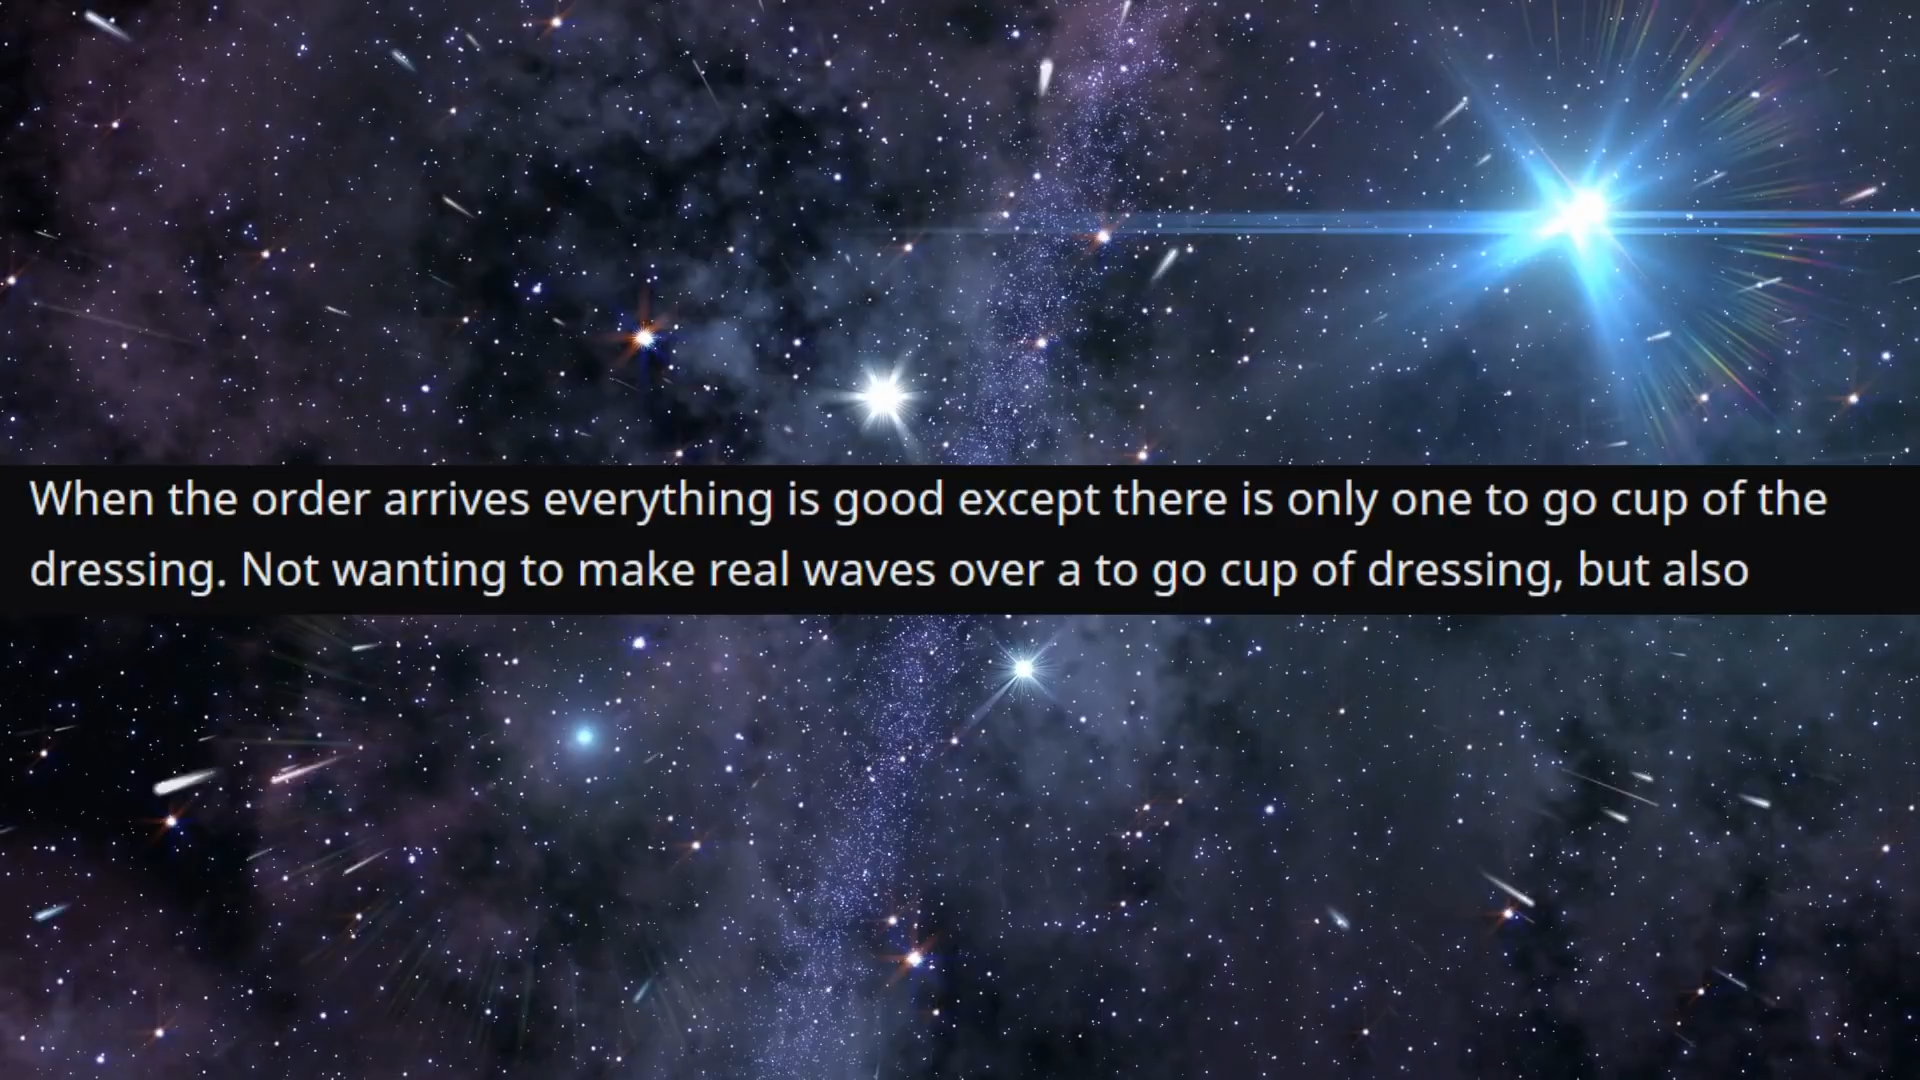 When the order arrives everything is good except there is only one to go cup of the
dressing. Not wanting to make real waves over a to go cup of dressing, but also